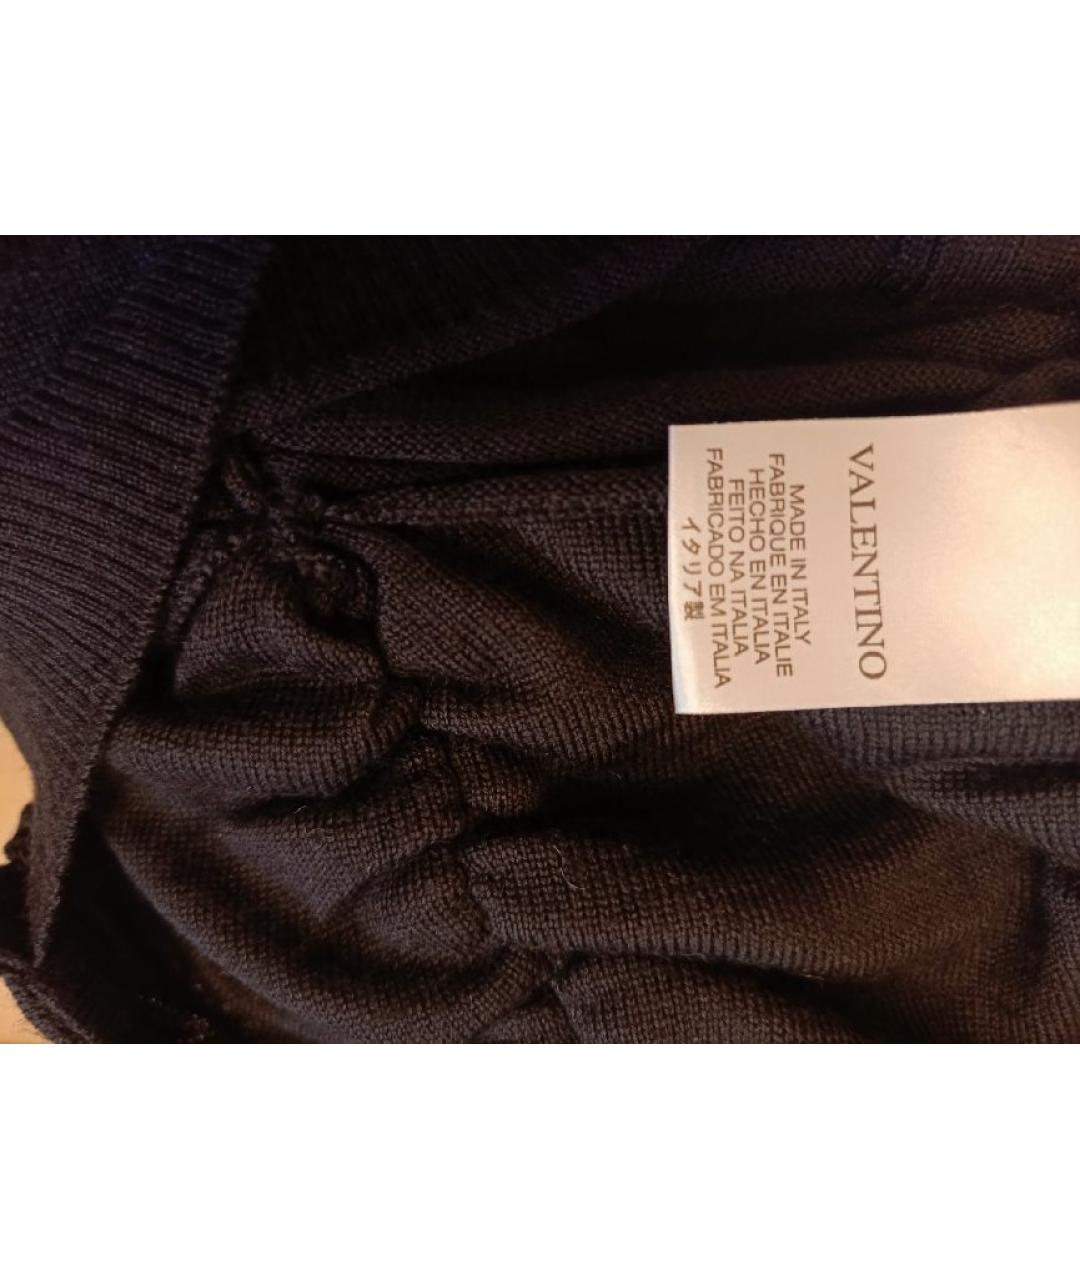 VALENTINO
MADE IN ITALY
FABRIQUE EN ITALIE
HECHO EN ITALIA
FEITO NA ITALIA
FABRICADO EM ITALIA
イタリア製